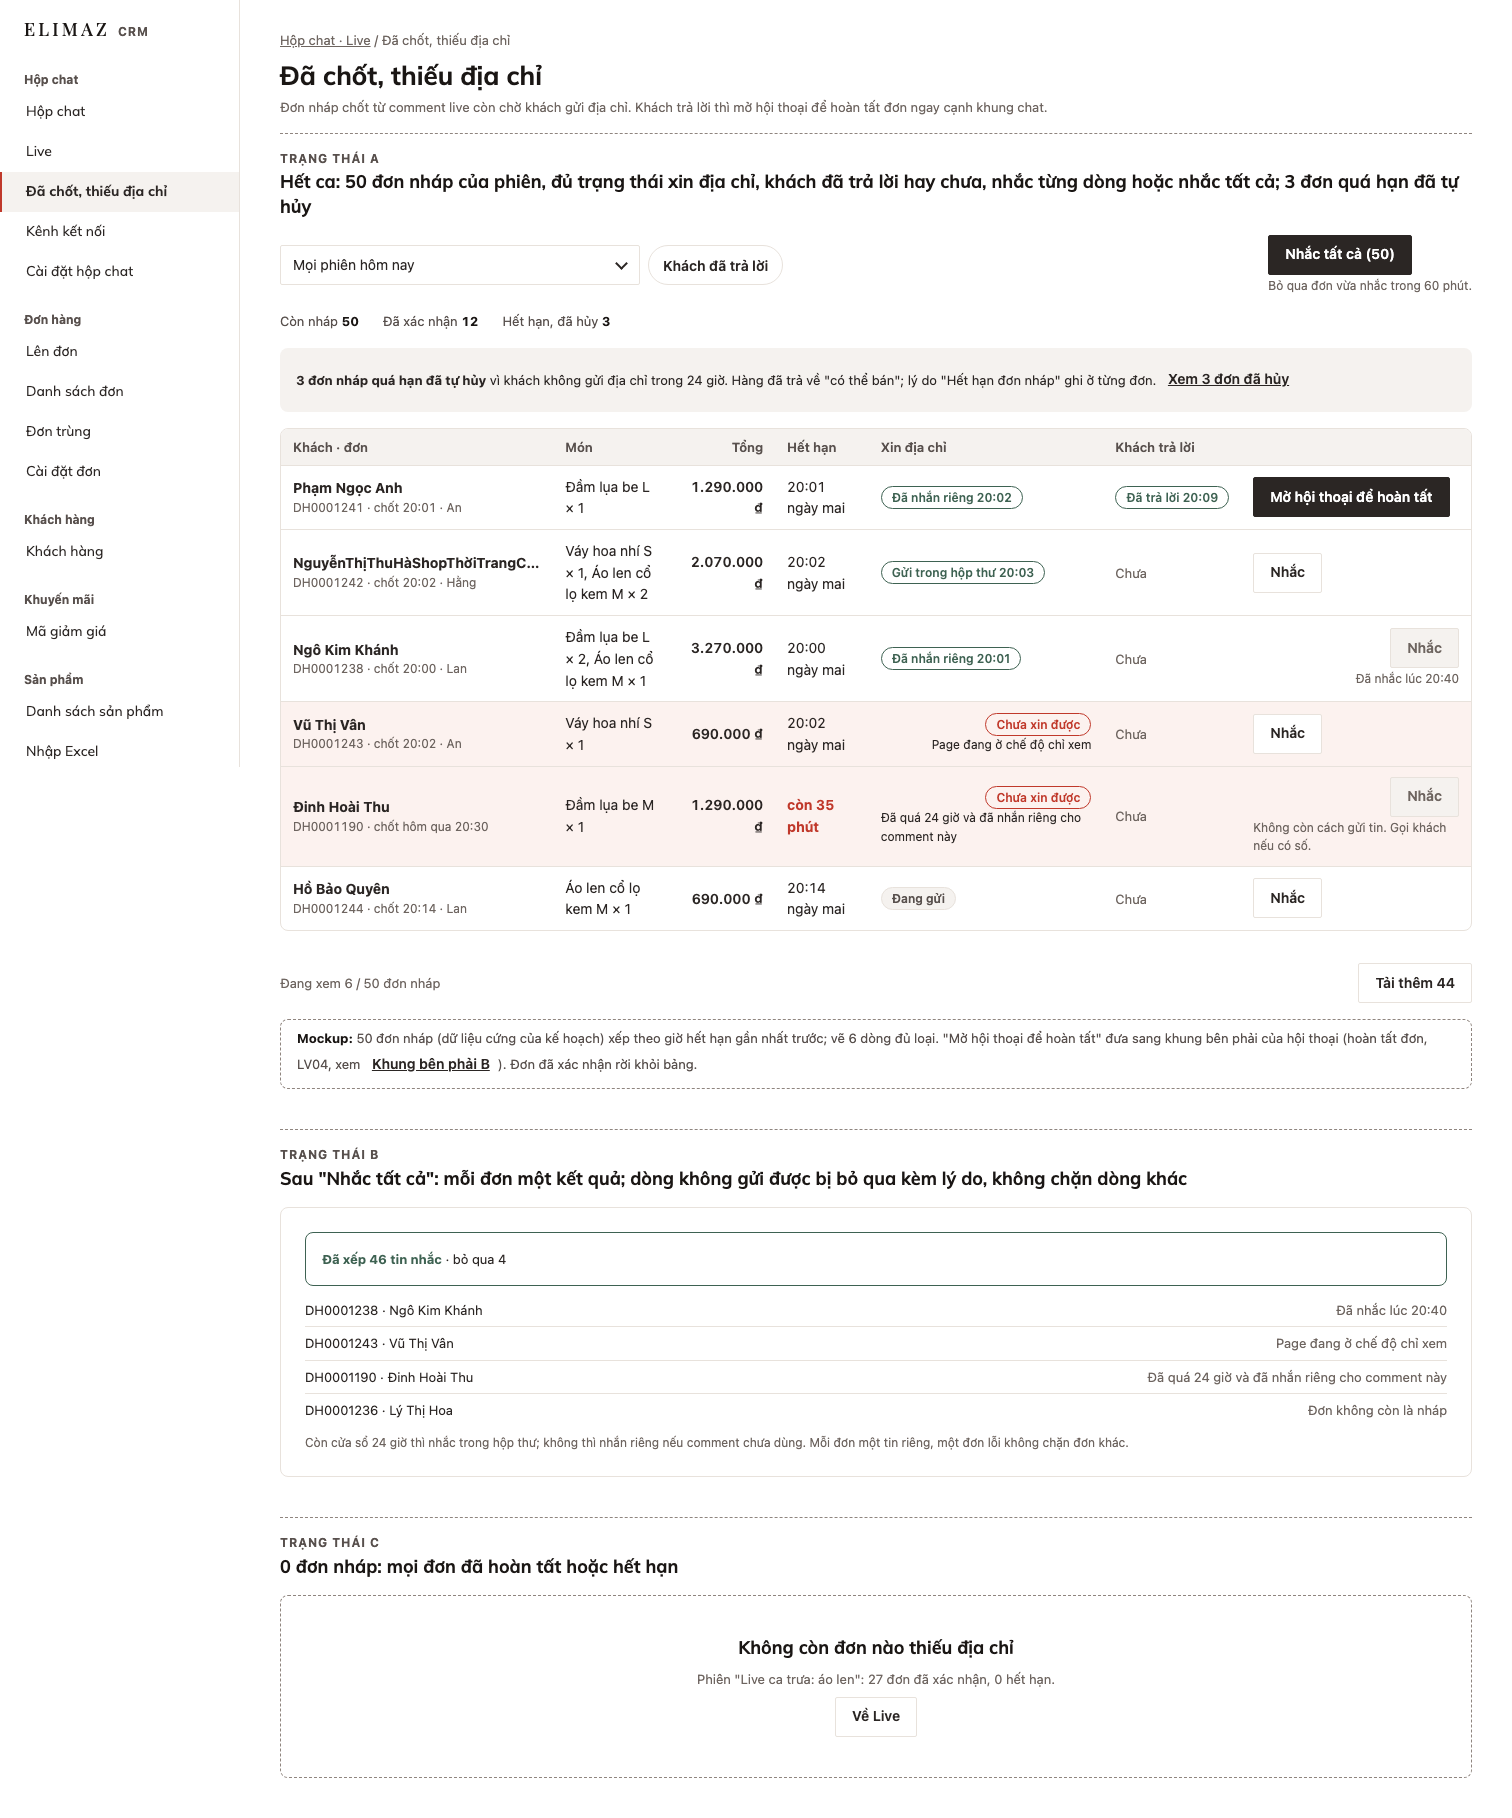 ELIMAZ CRM
Hộp chat
Hộp chat
Live
Đã chốt, thiếu địa chỉ
Kênh kết nối
Cài đặt hộp chat
Đơn hàng
Lên đơn
Danh sách đơn
Đơn trùng
Cài đặt đơn
Khách hàng
Khách hàng
Khuyến mãi
Mã giảm giá
Sản phẩm
Danh sách sản phẩm
Nhập Excel
Hộp chat · Live / Đã chốt, thiếu địa chỉ
Đã chốt, thiếu địa chỉ
Đơn nháp chốt từ comment live còn chờ khách gửi địa chỉ. Khách trả lời thì mở hội thoại để hoàn tất đơn ngay cạnh khung chat.
TRẠNG THÁI A
Hết ca: 50 đơn nháp của phiên, đủ trạng thái xin địa chỉ, khách đã trả lời hay chưa, nhắc từng dòng hoặc nhắc tất cả; 3 đơn quá hạn đã tự
hủy
Mọi phiên hôm nay
Khách đã trả lời
Nhắc tất cả (50)
Bỏ qua đơn vừa nhắc trong 60 phút.
Còn nháp 50 Đã xác nhận 12 Hết hạn, đã hủy 3
3 đơn nháp quá hạn đã tự hủy vì khách không gửi địa chỉ trong 24 giờ. Hàng đã trả về "có thể bán"; lý do "Hết hạn đơn nháp" ghi ở từng đơn. Xem 3 đơn đã hủy
Khách · đơn Món Tổng Hết hạn Xin địa chỉ Khách trả lời
Phạm Ngọc Anh
DH0001241 · chốt 20:01 · An
Đầm lụa be L
× 1
1.290.000
₫
20:01
ngày mai
Đã nhắn riêng 20:02
Đã trả lời 20:09
Mở hội thoại để hoàn tất
NguyễnThịThuHàShopThờiTrangC...
DH0001242 · chốt 20:02 · Hằng
Váy hoa nhí S
× 1, Áo len cổ
lọ kem M × 2
2.070.000
₫
20:02
ngày mai
Gửi trong hộp thư 20:03
Chưa
Nhắc
Ngô Kim Khánh
DH0001238 · chốt 20:00 · Lan
Đầm lụa be L
× 2, Áo len cổ
lọ kem M × 1
3.270.000
₫
20:00
ngày mai
Đã nhắn riêng 20:01
Chưa
Nhắc
Đã nhắc lúc 20:40
Vũ Thị Vân
DH0001243 · chốt 20:02 · An
Váy hoa nhí S
× 1
690.000 ₫
20:02
ngày mai
Chưa xin được
Page đang ở chế độ chỉ xem
Chưa
Nhắc
Đinh Hoài Thu
DH0001190 · chốt hôm qua 20:30
Đầm lụa be M
× 1
1.290.000
₫
còn 35
phút
Chưa xin được
Đã quá 24 giờ và đã nhắn riêng cho
comment này
Chưa
Nhắc
Không còn cách gửi tin. Gọi khách
nếu có số.
Hồ Bảo Quyên
DH0001244 · chốt 20:14 · Lan
Áo len cổ lọ
kem M × 1
690.000 ₫
20:14
ngày mai
Đang gửi
Chưa
Nhắc
Đang xem 6 / 50 đơn nháp
Tải thêm 44
Mockup: 50 đơn nháp (dữ liệu cứng của kế hoạch) xếp theo giờ hết hạn gần nhất trước; vẽ 6 dòng đủ loại. "Mở hội thoại để hoàn tất" đưa sang khung bên phải của hội thoại (hoàn tất đơn,
LV04, xem Khung bên phải B ). Đơn đã xác nhận rời khỏi bảng.
TRẠNG THÁI B
Sau "Nhắc tất cả": mỗi đơn một kết quả; dòng không gửi được bị bỏ qua kèm lý do, không chặn dòng khác
Đã xếp 46 tin nhắc · bỏ qua 4
DH0001238 · Ngô Kim Khánh Đã nhắc lúc 20:40
DH0001243 · Vũ Thị Vân Page đang ở chế độ chỉ xem
DH0001190 · Đinh Hoài Thu Đã quá 24 giờ và đã nhắn riêng cho comment này
DH0001236 · Lý Thị Hoa Đơn không còn là nháp
Còn cửa sổ 24 giờ thì nhắc trong hộp thư; không thì nhắn riêng nếu comment chưa dùng. Mỗi đơn một tin riêng, một đơn lỗi không chặn đơn khác.
TRẠNG THÁI C
0 đơn nháp: mọi đơn đã hoàn tất hoặc hết hạn
Không còn đơn nào thiếu địa chỉ
Phiên "Live ca trưa: áo len": 27 đơn đã xác nhận, 0 hết hạn.
Về Live